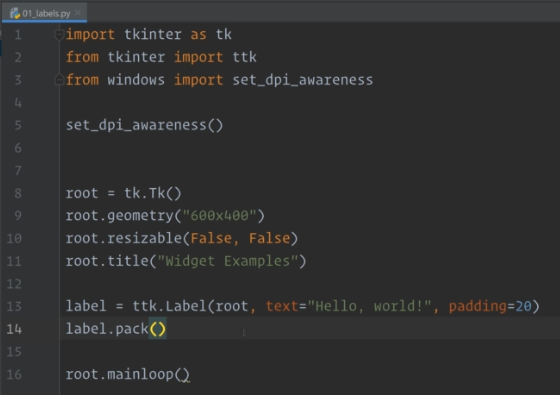 01_labels.py
1 import tkinter as tk
2 from tkinter import ttk
3 from windows import set_dpi_awareness
4
5 set_dpi_awareness()
6
7
8 root = tk.Tk()
9 root.geometry("600x400")
10 root.resizable(False, False)
11 root.title("Widget Examples")
12
13 label = ttk.Label(root, text="Hello, world!", padding=20)
14 label.pack()
15
16 root.mainloop()